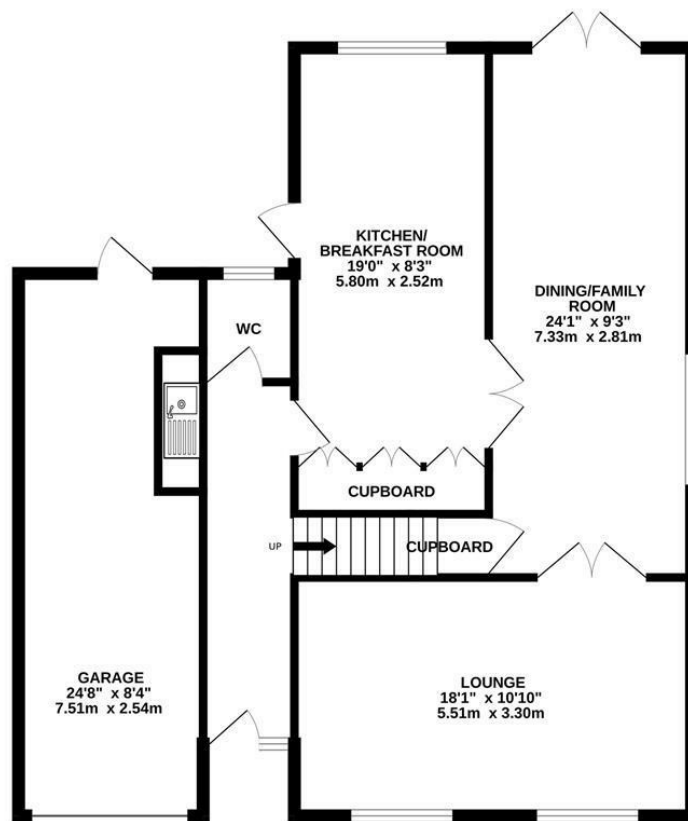 KITCHEN/
BREAKFAST ROOM
19'0" x 8'3"
5.80m x 2.52m
DINING/FAMILY
ROOM
24'1" x 9'3"
7.33m x 2.81m
WC
CUPBOARD
UP
CUPBOARD
GARAGE
24'8" x 8'4"
7.51m x 2.54m
LOUNGE
18'1" x 10'10"
5.51m x 3.30m